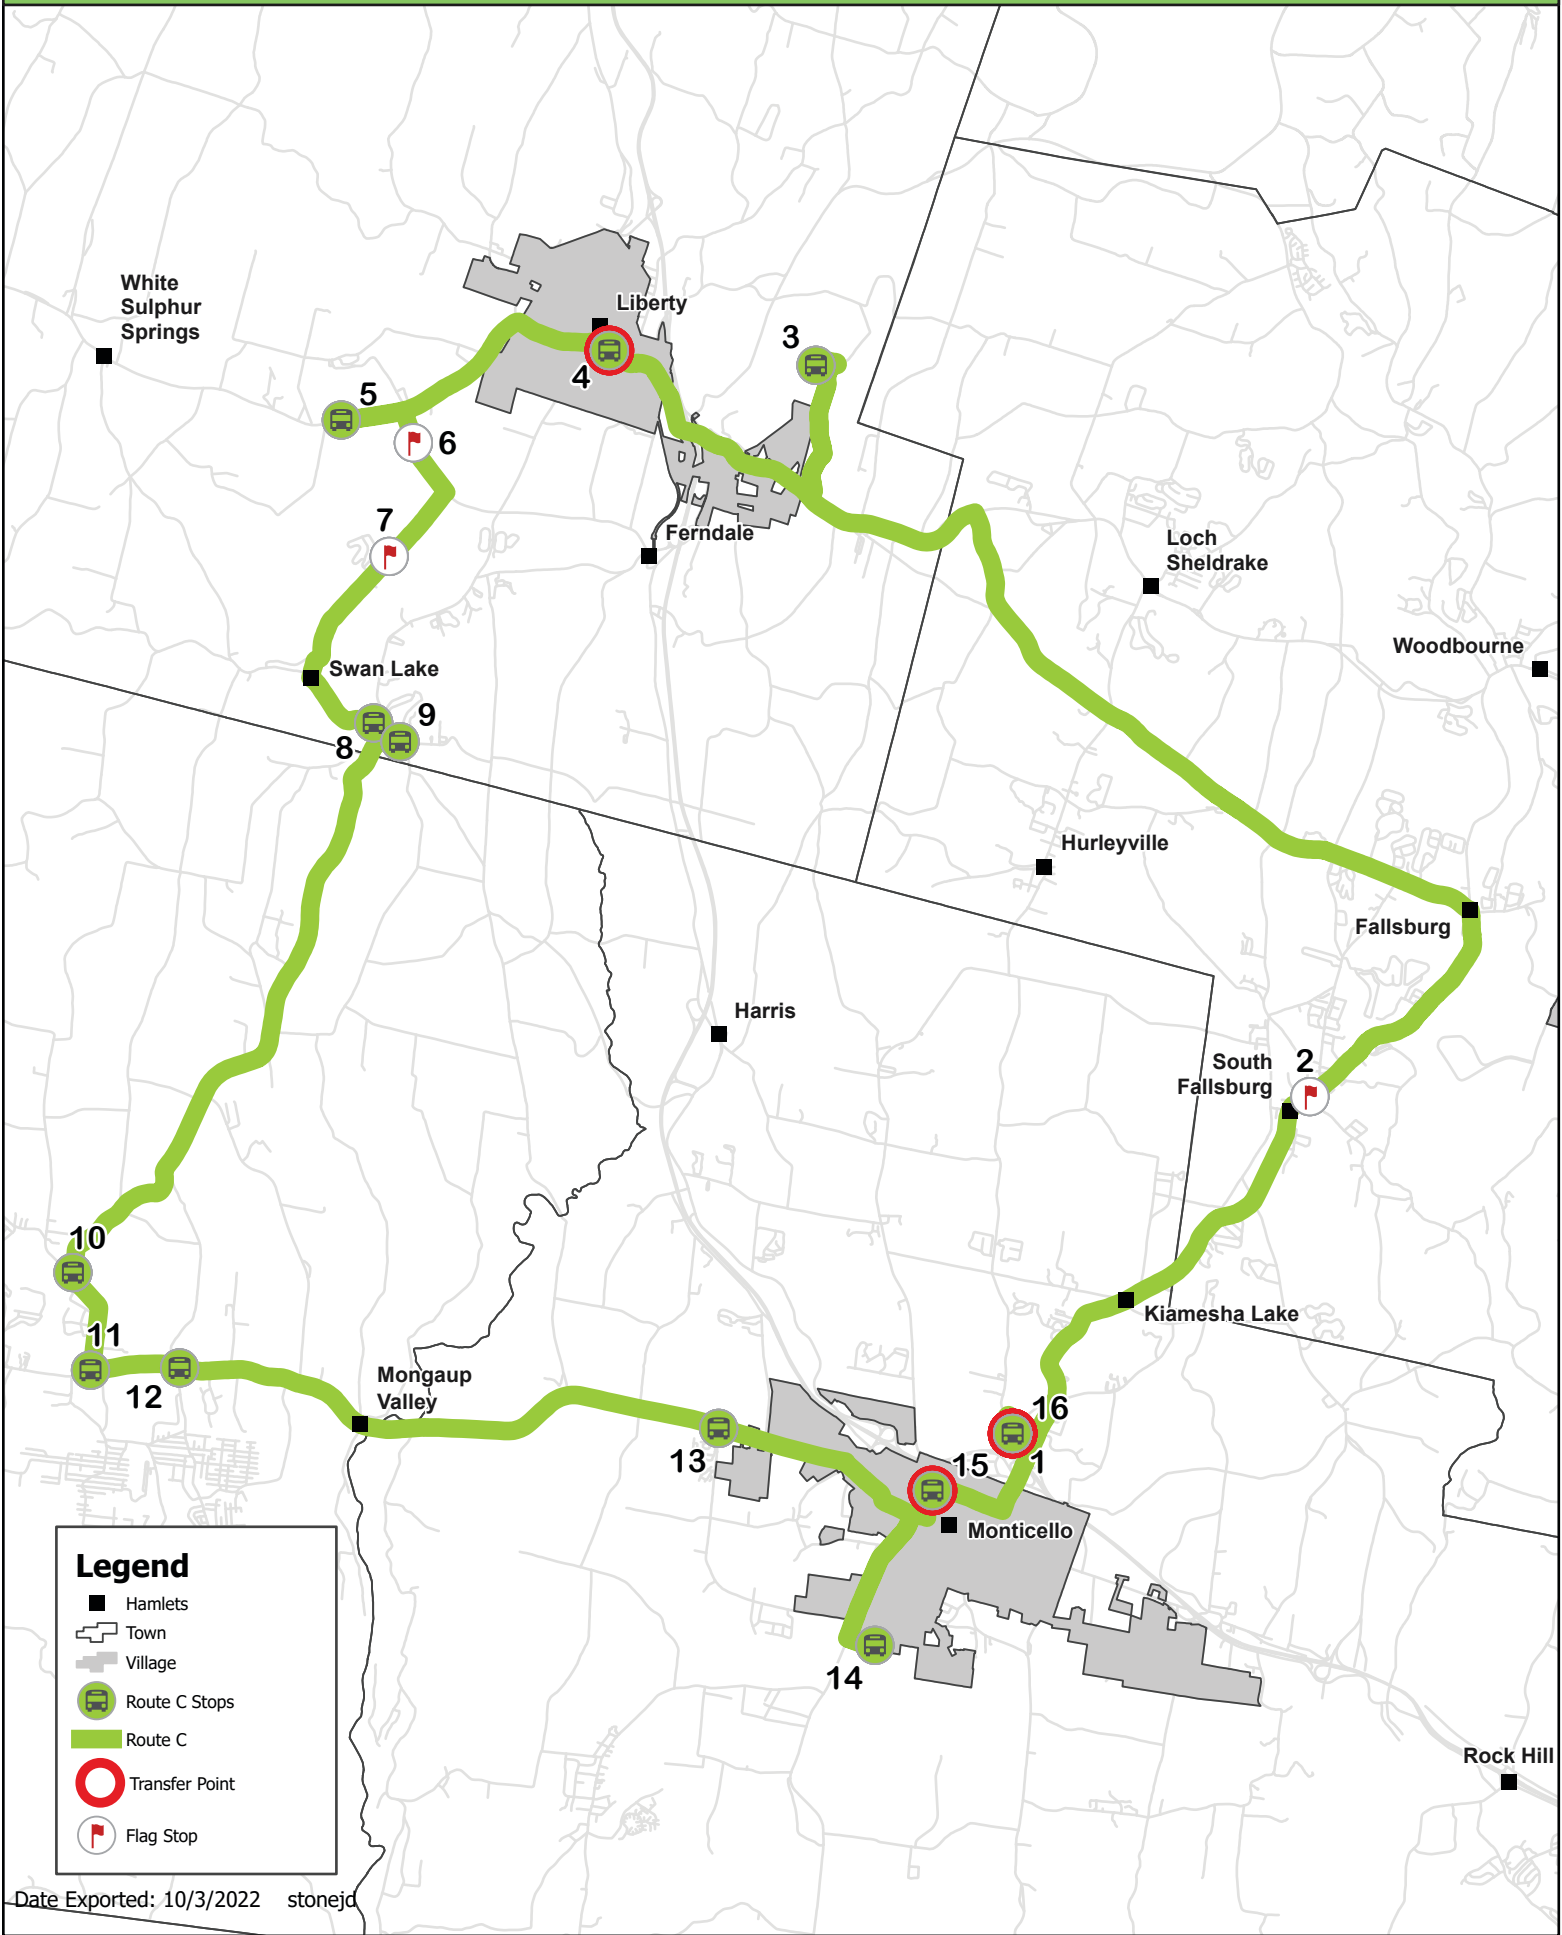 White
Sulphur
Springs
Liberty
3
4
5
6
7
Ferndale
Loch
Sheldrake
Woodbourne
Swan Lake
9
8
Hurleyville
Fallsburg
Harris
South
Fallsburg
2
10
Kiamesha Lake
11
12
Mongaup
Valley
16
13
15
1
Monticello
14
Rock Hill
Legend
Hamlets
Town
Village
Route C Stops
Route C
Transfer Point
Flag Stop
Date Exported: 10/3/2022 stonejd